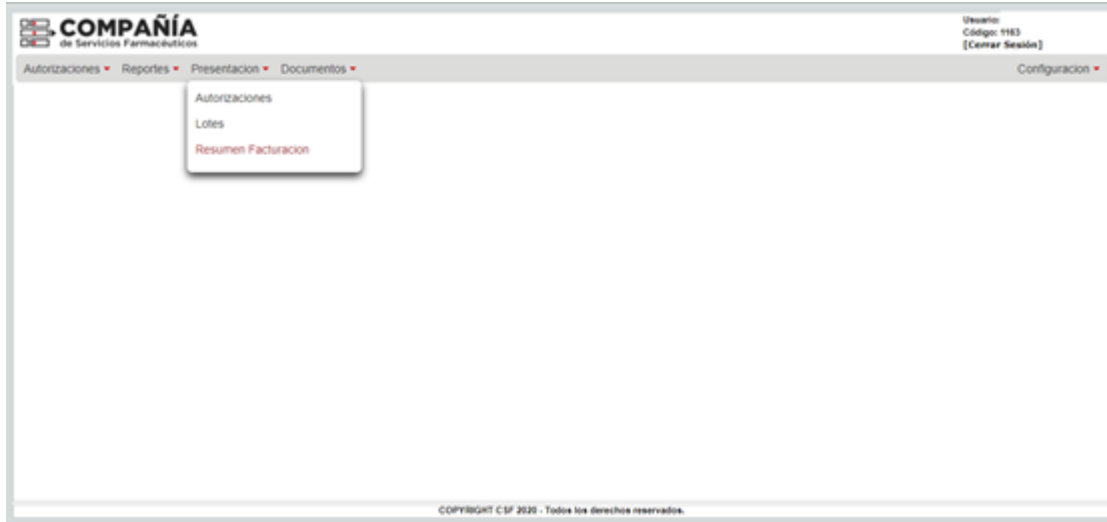 COMPAÑÍA
de Servicios Farmacéuticos
Usuario:
Código: 1163
[Cerrar Sesión]
Autorizaciones Reportes Presentacion Documentos Configuracion
Autorizaciones
Lotes
Resumen Facturacion
COPYRIGHT CSF 2020 - Todos los derechos reservados.